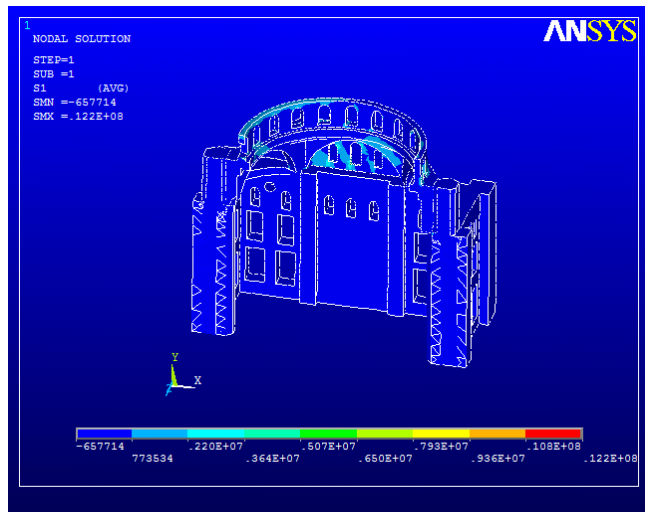 1
NODAL SOLUTION
ANSYS
STEP=1
SUB =1
S1 (AVG)
SMN =-657714
SMX =.122E+08
Y
X
-657714 .220E+07 .507E+07 .793E+07 .108E+08
773534 .364E+07 .650E+07 .936E+07 .122E+08